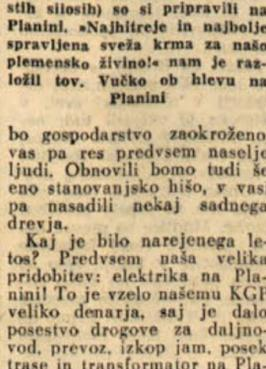 stih silosih) so si pripravili na
Planini. »Najhitreje in najbolje
spravljena sveža krma za našo
plemensko živino!« nam je raz-
ložil tov. Vučko ob hlevu na
Planini
bo gospodarstvo zaokroženo
vas pa res predvsem naselje
ljudi. Obnovili bomo tudi še
eno stanovanjsko hišo, v vasi
pa nasadili nekaj sadnega
drevja.
Kaj je bilo narejenega le-
tos? Predvsem naša velika
pridobitev: elektrika na Pla-
nini! To je vzelo našemu KGP
veliko denarja, saj je dalo
posestvo drogove za daljno-
vod, prevoz, izkop jam, posek
trase in transformator na Pla-